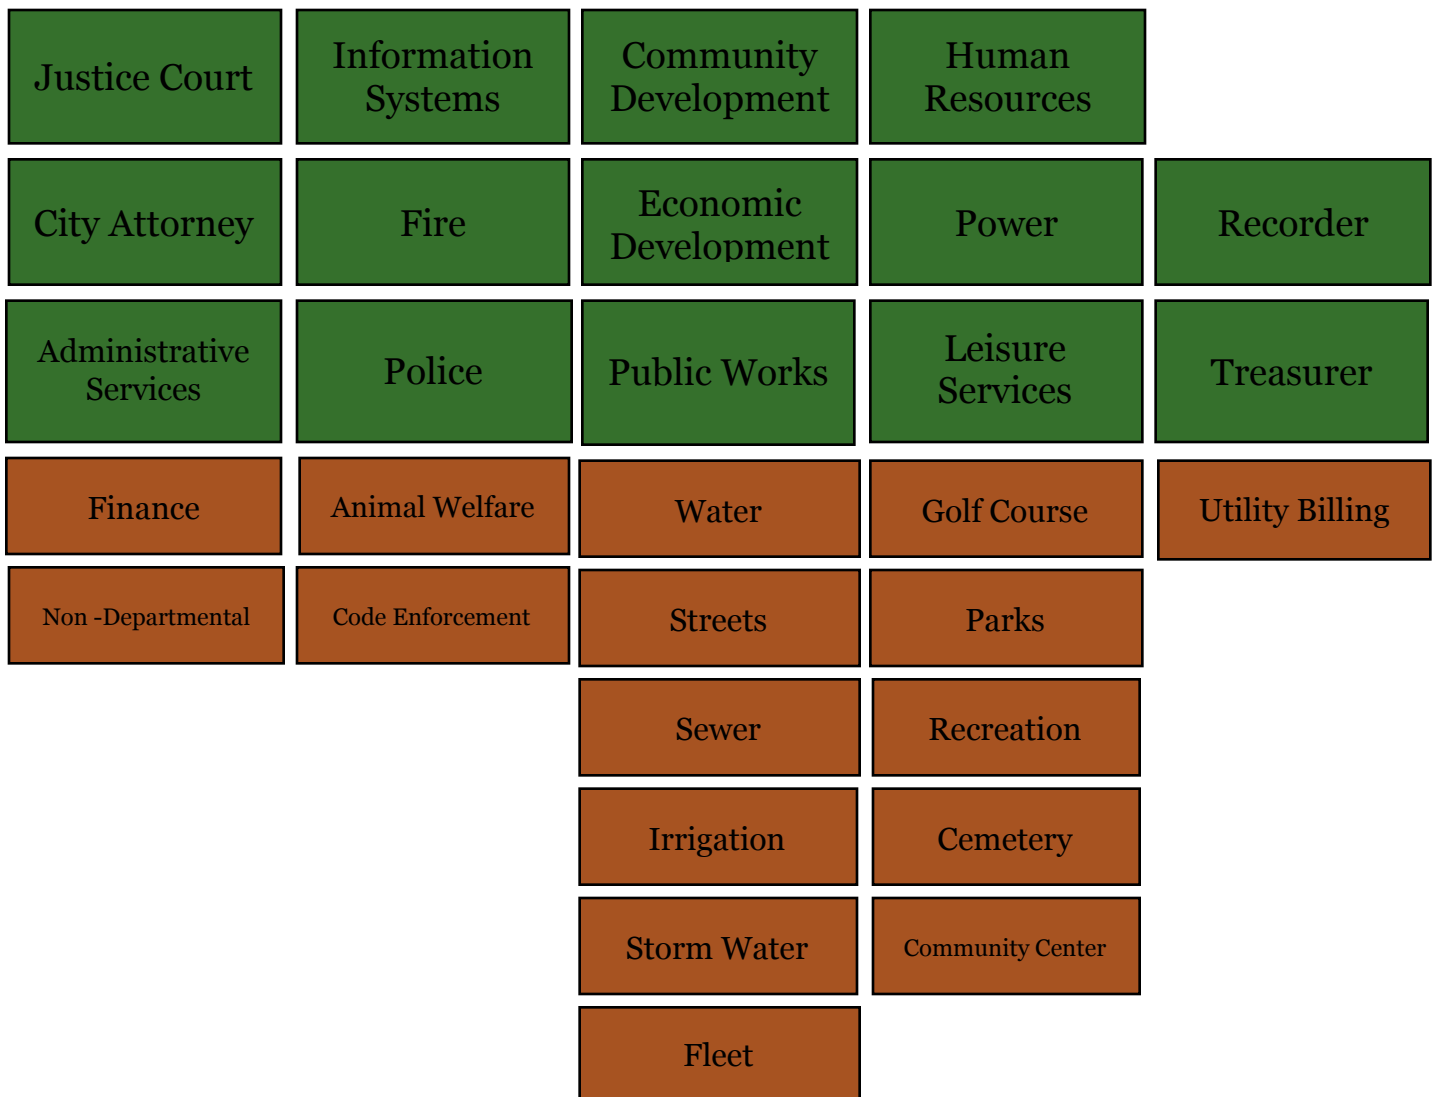 Justice Court
Information
Systems
Community
Development
Human
Resources
City Attorney
Fire
Economic
Development
Power
Recorder
Administrative
Services
Police
Public Works
Leisure
Services
Treasurer
Finance
Animal Welfare
Water
Golf Course
Utility Billing
Non -Departmental
Code Enforcement
Streets
Parks
Sewer
Recreation
Irrigation
Cemetery
Storm Water
Community Center
Fleet